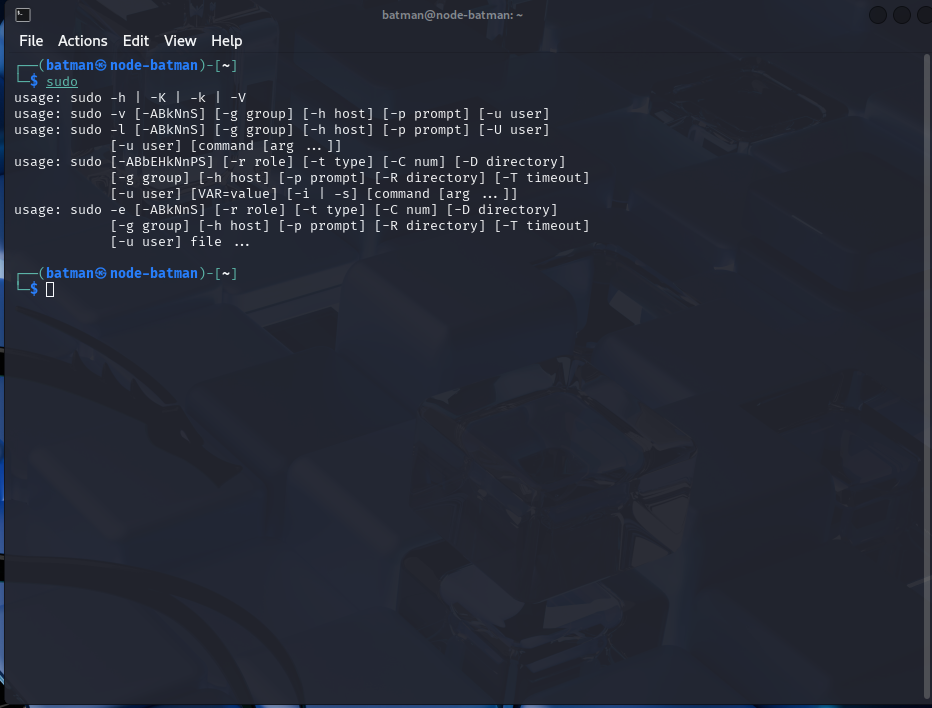 batman@node-batman: ~
File Actions Edit View Help
┌──(batman㉿node-batman)-[~]
└─$ sudo
usage: sudo -h | -K | -k | -V
usage: sudo -v [-ABkNnS] [-g group] [-h host] [-p prompt] [-u user]
usage: sudo -l [-ABkNnS] [-g group] [-h host] [-p prompt] [-U user]
            [-u user] [command [arg ...]]
usage: sudo [-ABbEHkNnPS] [-r role] [-t type] [-C num] [-D directory]
            [-g group] [-h host] [-p prompt] [-R directory] [-T timeout]
            [-u user] [VAR=value] [-i | -s] [command [arg ...]]
usage: sudo -e [-ABkNnS] [-r role] [-t type] [-C num] [-D directory]
            [-g group] [-h host] [-p prompt] [-R directory] [-T timeout]
            [-u user] file ...
┌──(batman㉿node-batman)-[~]
└─$